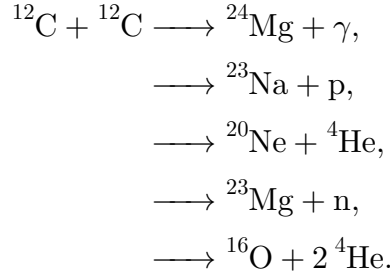 ¹²C + ¹²C ⟶ ²⁴Mg + γ,
⟶ ²³Na + p,
⟶ ²⁰Ne + ⁴He,
⟶ ²³Mg + n,
⟶ ¹⁶O + 2 ⁴He.